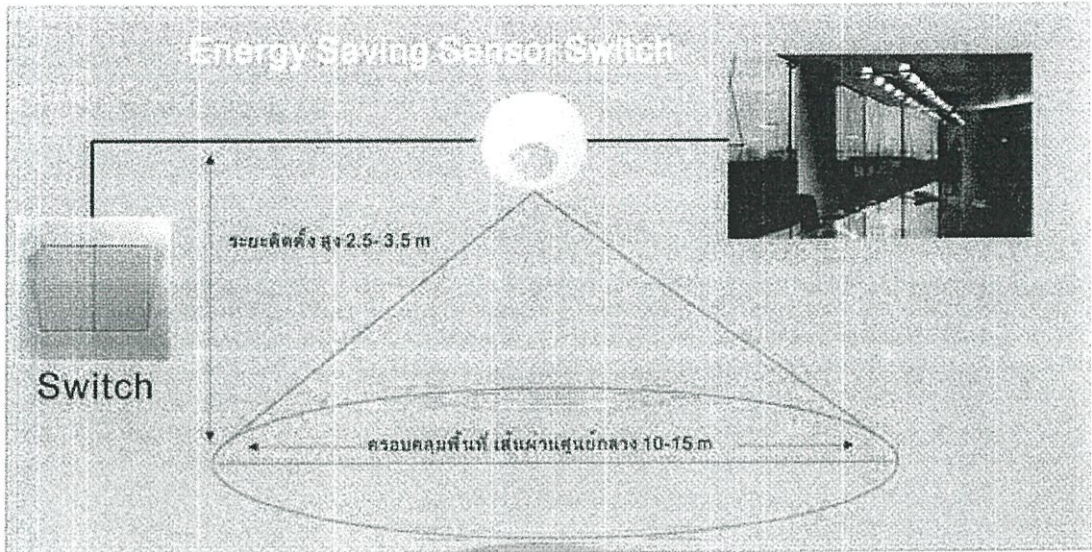 Energy Saving Sensor Switch
ระยะติดตั้ง สูง 2.5- 3.5 m
Switch
ครอบคลุมพื้นที่ เส้นผ่านศูนย์กลาง 10-15 m